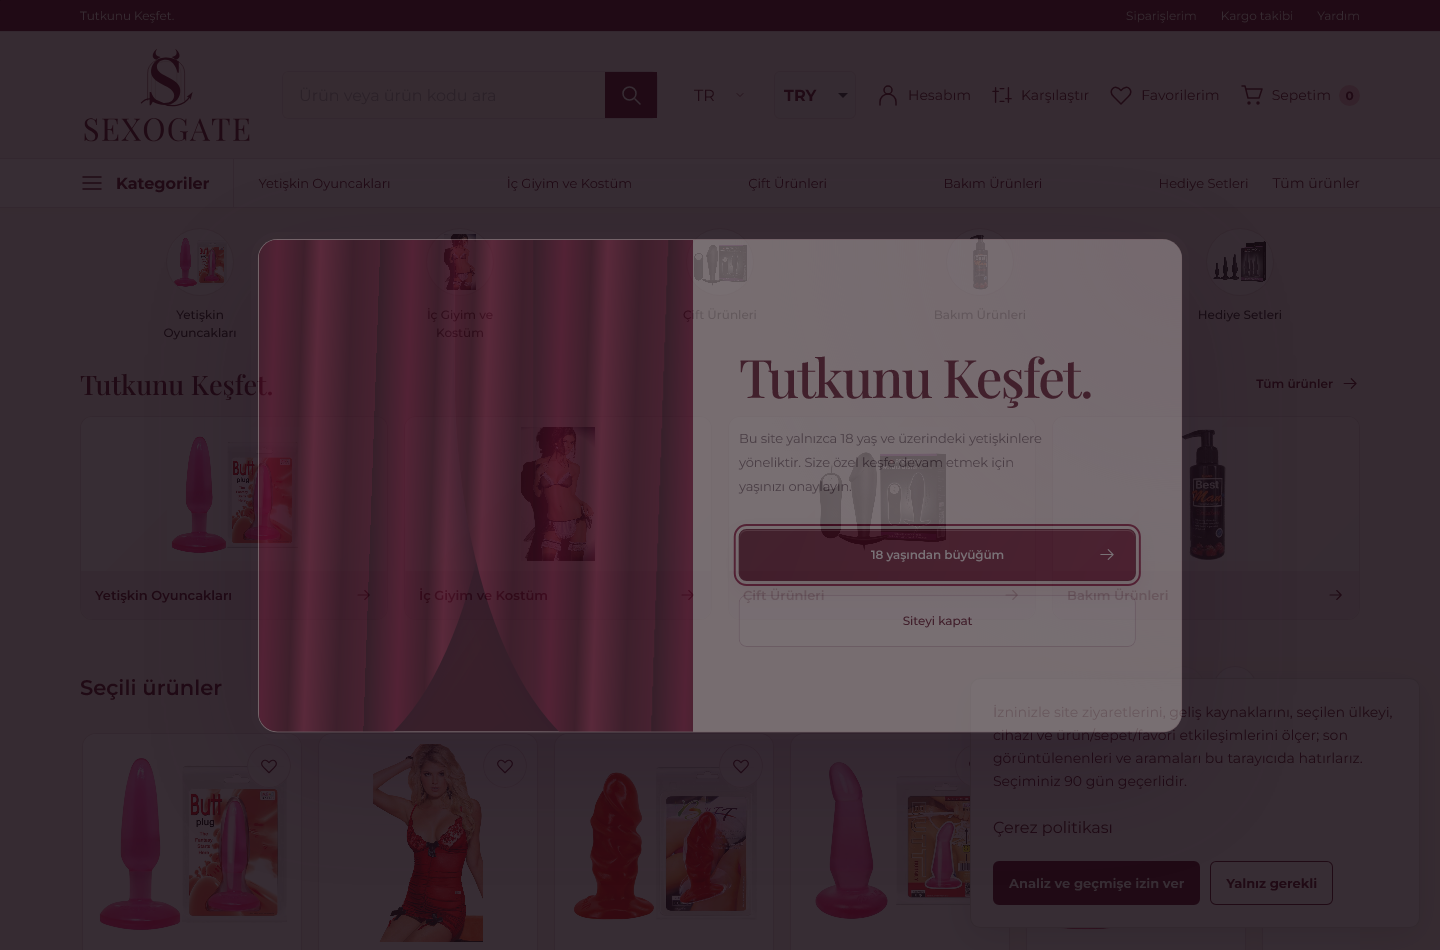 Tutkunu Keşfet.
Siparişlerim
Kargo takibi
Yardım
S
SEXOGATE
Ürün veya ürün kodu ara
TR
TRY
Hesabım
Karşılaştır
Favorilerim
Sepetim 0
Kategoriler
Yetişkin Oyuncakları
İç Giyim ve Kostüm
Çift Ürünleri
Bakım Ürünleri
Hediye Setleri
Tüm ürünler
Yetişkin
Oyuncakları
İç Giyim ve
Kostüm
Çift Ürünleri
Bakım Ürünleri
Hediye Setleri
Tutkunu Keşfet.
Tüm ürünler
Tutkunu Keşfet.
Bu site yalnızca 18 yaş ve üzerindeki yetişkinlere
yöneliktir. Size özel keşfe devam etmek için
yaşınızı onaylayın.
18 yaşından büyüğüm
Siteyi kapat
Butt
plug
Best
Yetişkin Oyuncakları
İç Giyim ve Kostüm
Çift Ürünleri
Bakım Ürünleri
Seçili ürünler
Butt
plug
İzninizle site ziyaretlerini, geliş kaynaklarını, seçilen ülkeyi,
cihazı ve ürün/sepet/favori etkileşimlerini ölçer; son
görüntülenenleri ve aramaları bu tarayıcıda hatırlarız.
Seçiminiz 90 gün geçerlidir.
Çerez politikası
Analiz ve geçmişe izin ver
Yalnız gerekli